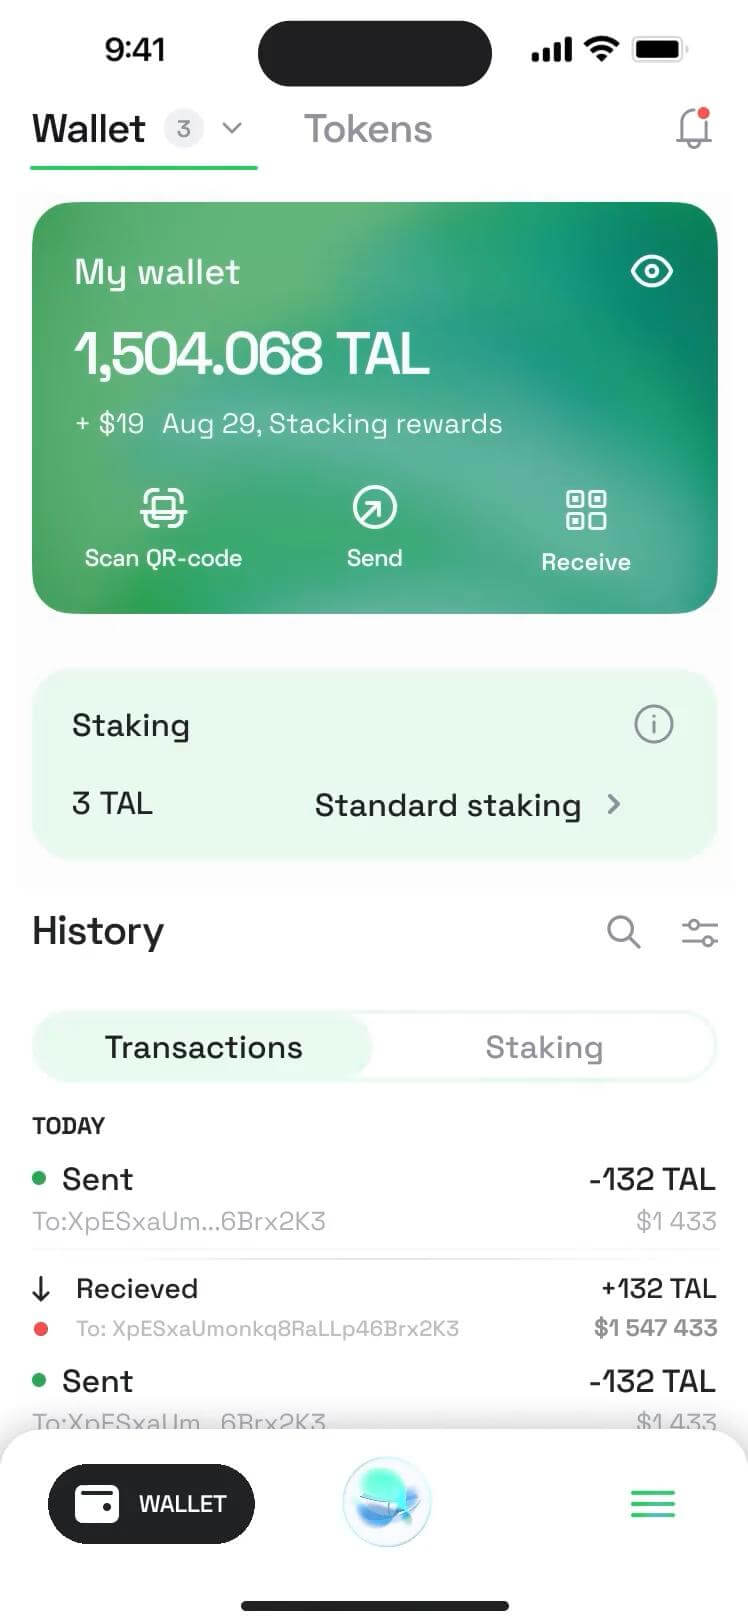 9:41
Wallet 3 Tokens
My wallet
1,504.068 TAL
+ $19 Aug 29, Stacking rewards
Scan QR-code Send Receive
Staking
3 TAL Standard staking
History
Transactions Staking
TODAY
Sent -132 TAL
To:XpESxaUm...6Brx2K3 $1 433
Recieved +132 TAL
To: XpESxaUmonkq8RaLLp46Brx2K3 $1 547 433
Sent -132 TAL
To:XpESxaUm...6Brx2K3 $1 433
WALLET